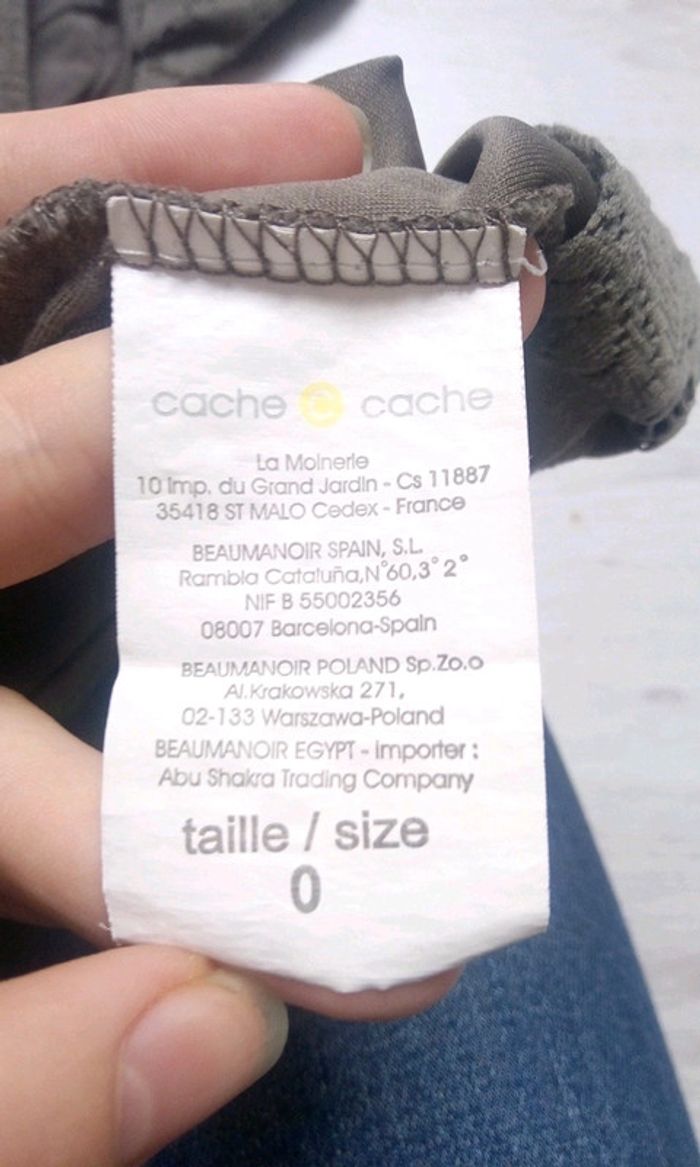 cache c cache
La Moinerie
10 Imp. du Grand Jardin - Cs 11887
35418 ST MALO Cedex - France
BEAUMANOIR SPAIN, S.L.
Rambla Cataluña,N°60,3° 2°
NIF B 55002356
08007 Barcelona-Spain
BEAUMANOIR POLAND Sp.Zo.o
Al.Krakowska 271,
02-133 Warszawa-Poland
BEAUMANOIR EGYPT - Importer :
Abu Shakra Trading Company
taille / size
0